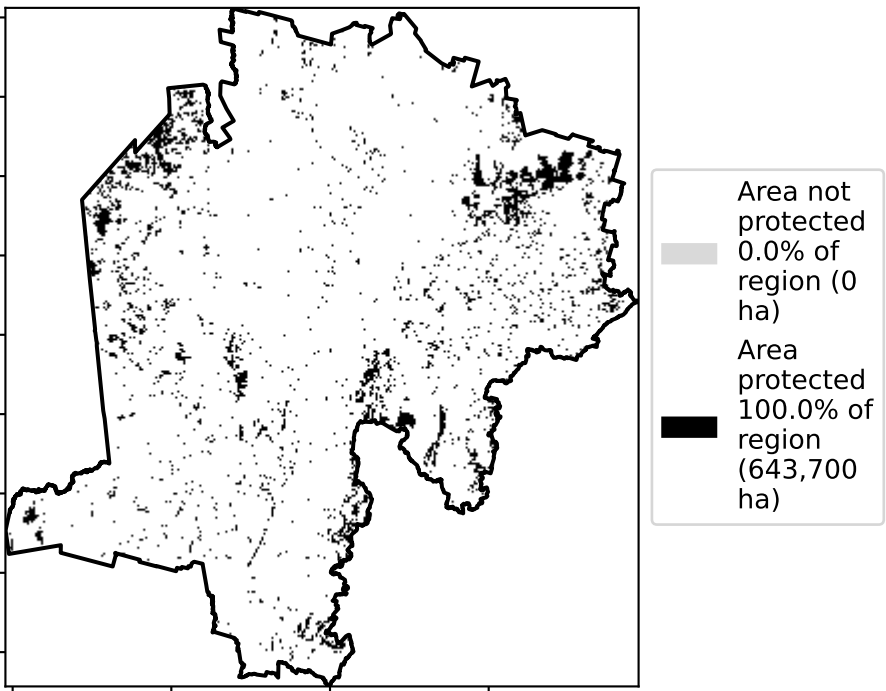 Area not
protected
0.0% of
region (0
ha)
Area
protected
100.0% of
region
(643,700
ha)